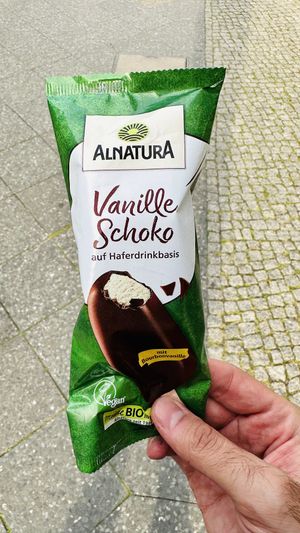 ALNATURA
Vanille
Schoko
auf Haferdrinkbasis
mit
Bourbonvanille
Vegan
BIO